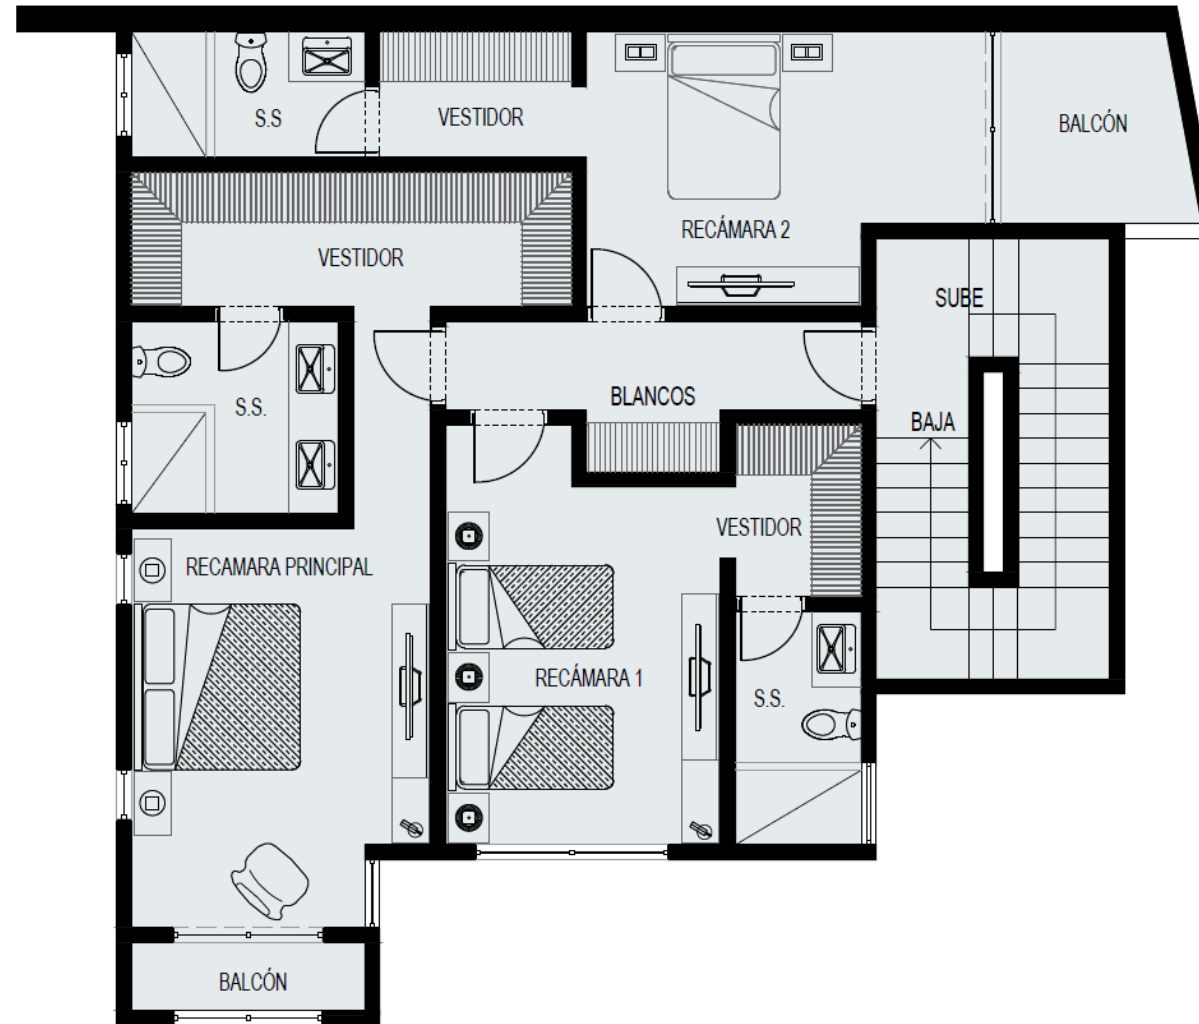 S.S
VESTIDOR
BALCÓN
RECÁMARA 2
VESTIDOR
SUBE
BLANCOS
S.S.
BAJA
VESTIDOR
RECAMARA PRINCIPAL
RECÁMARA 1
S.S.
BALCÓN